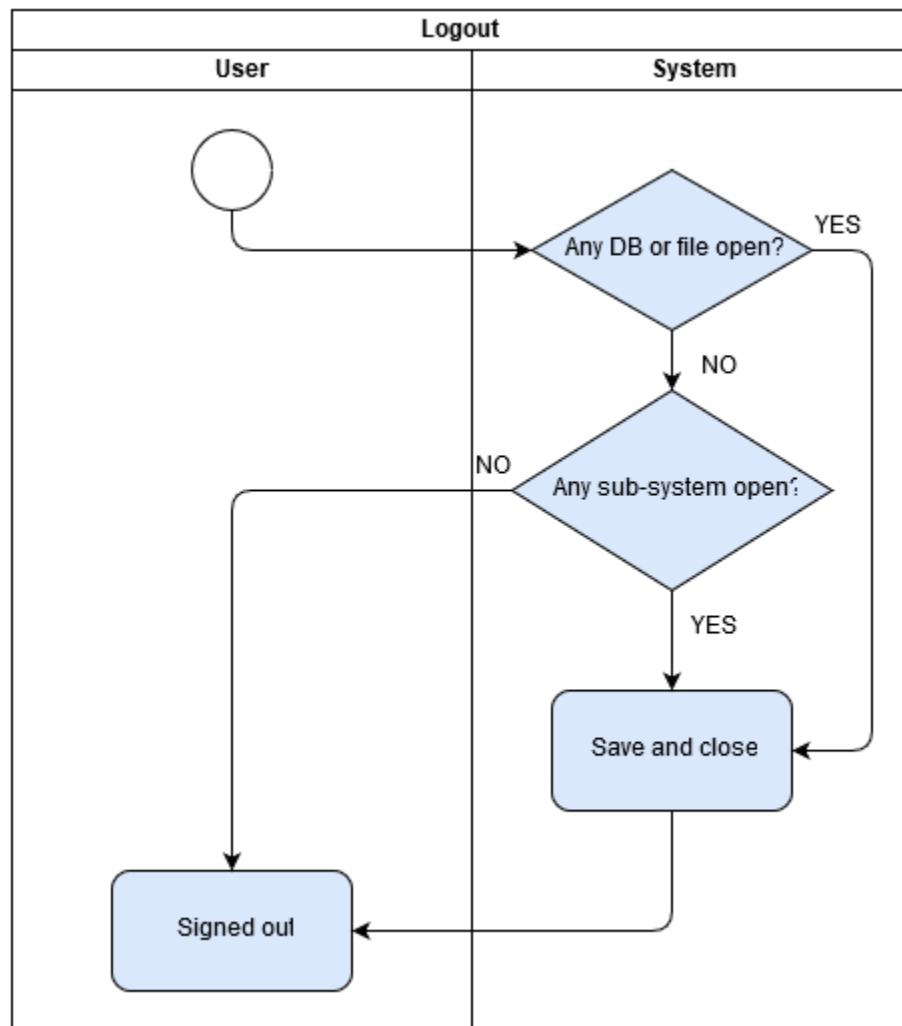 Logout
User
System
Any DB or file open?
YES
NO
NO
Any sub-system open?
YES
Save and close
Signed out